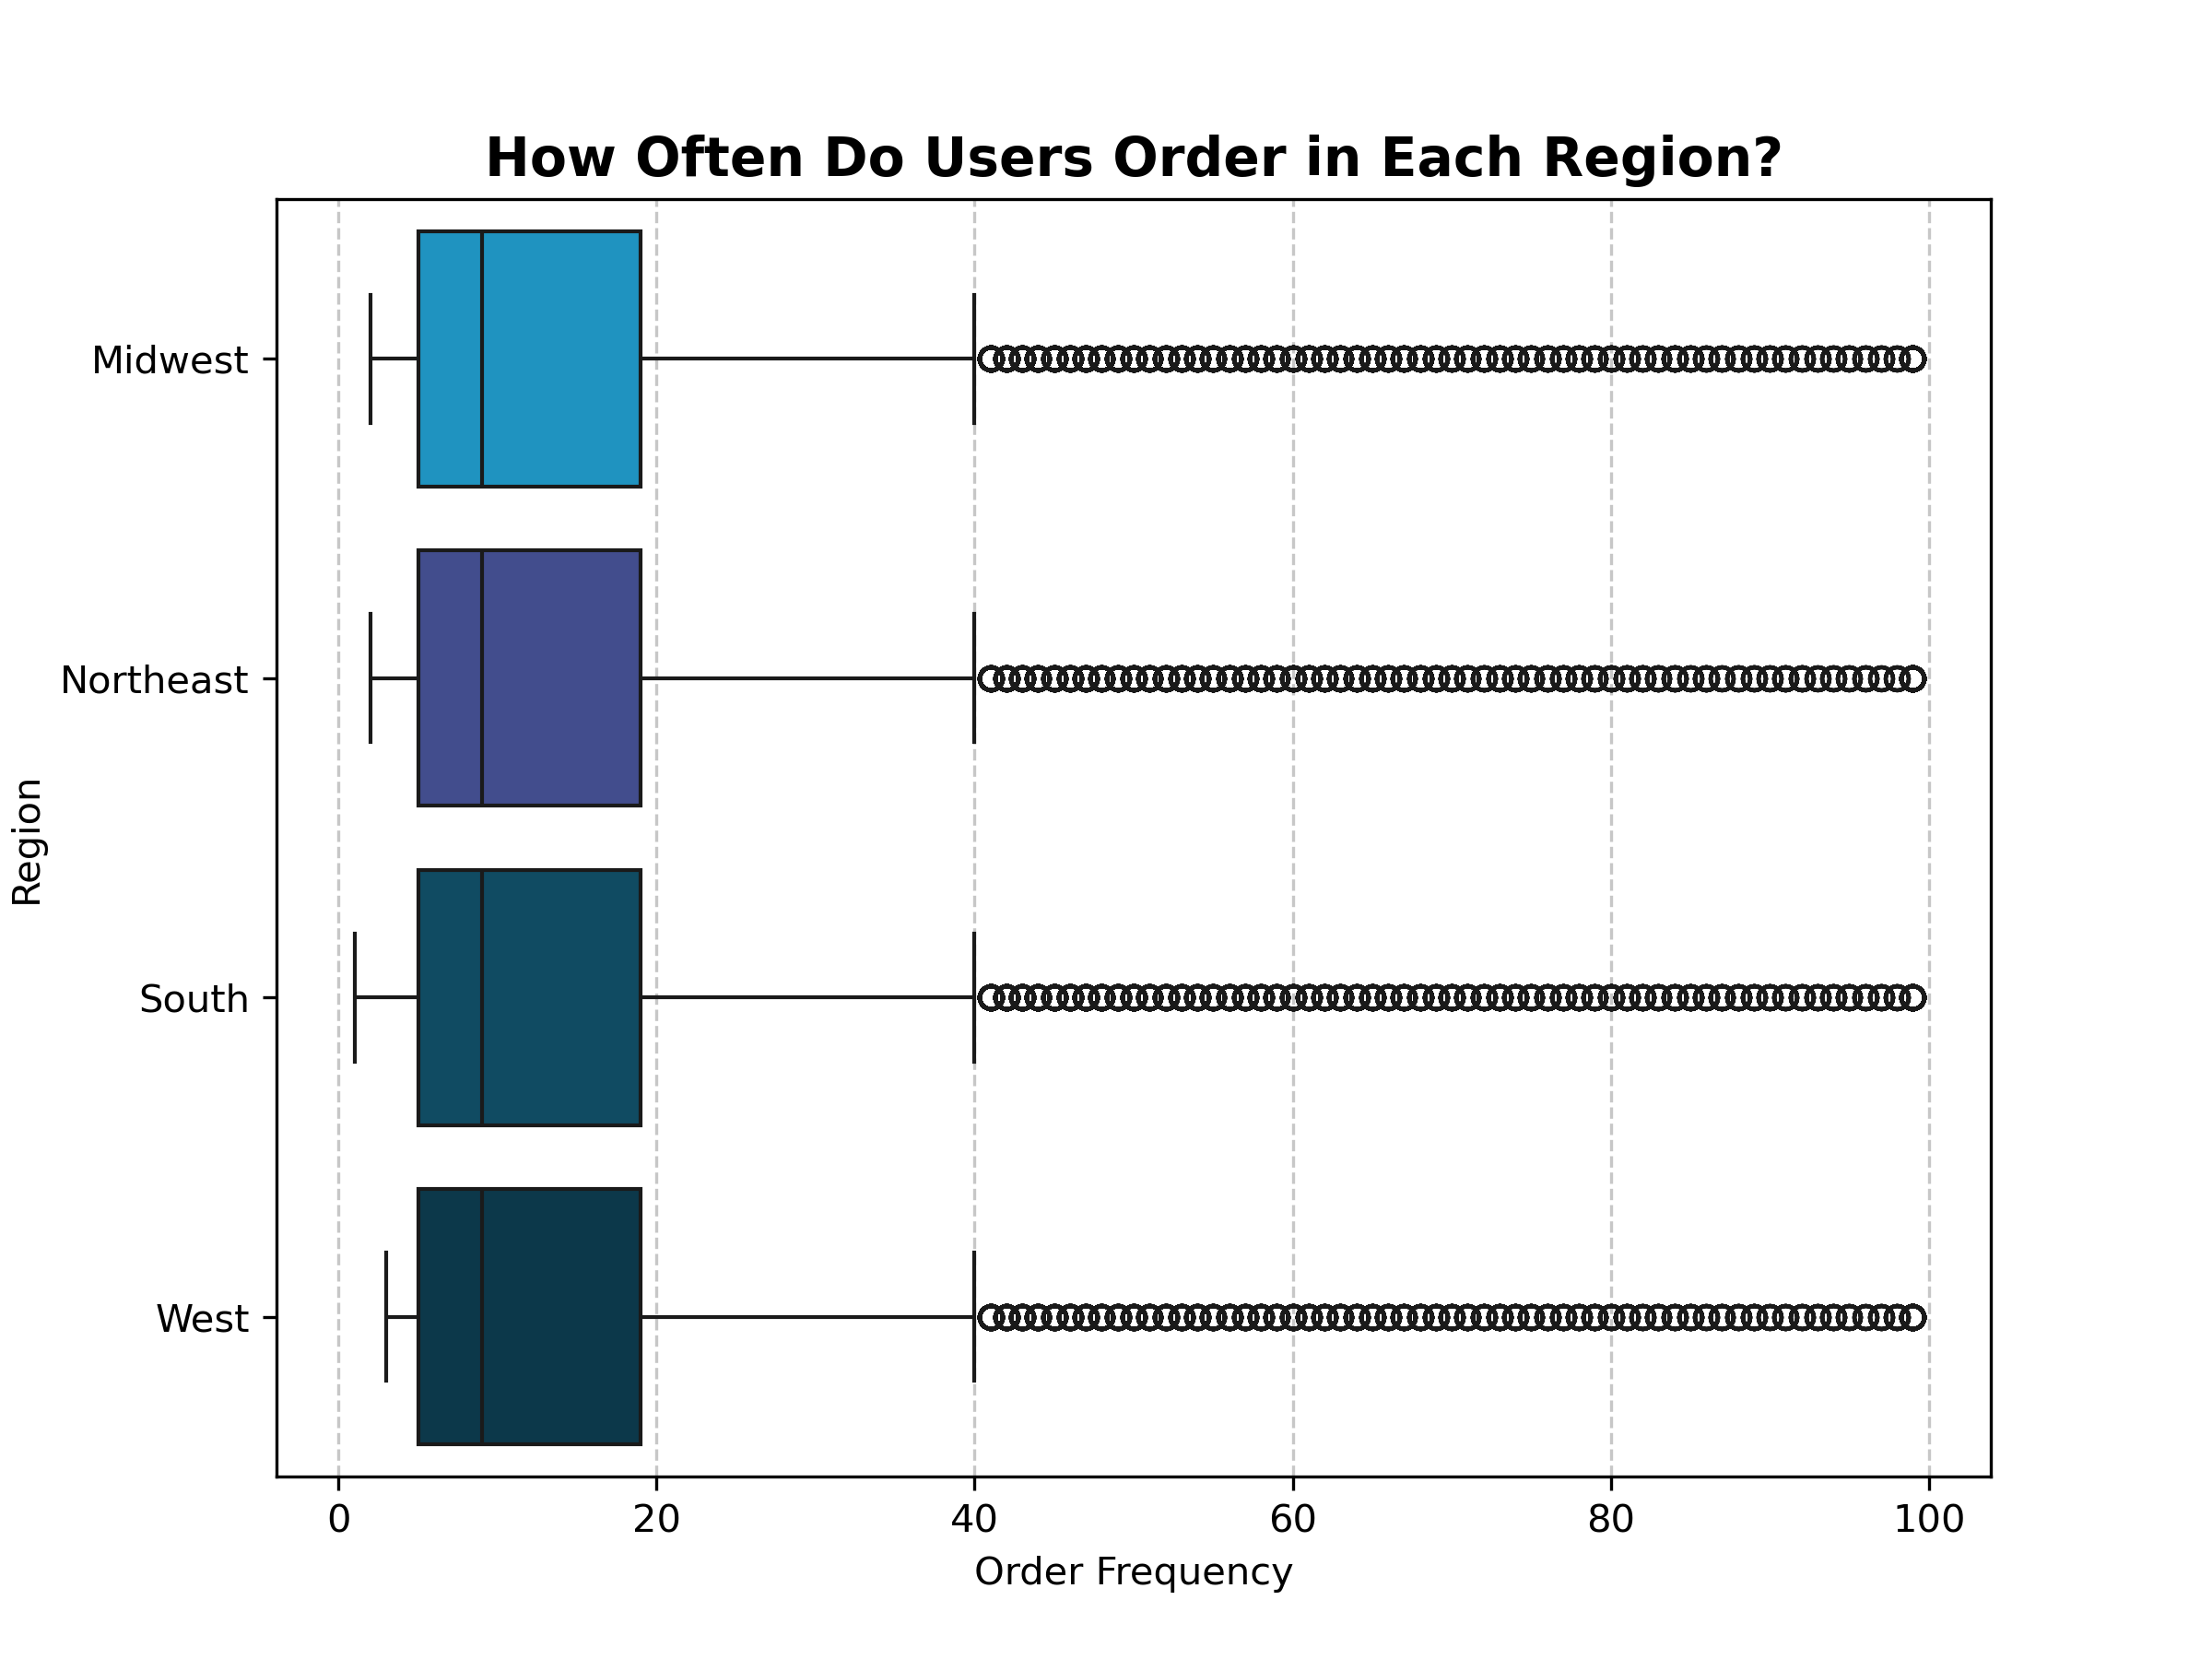 How Often Do Users Order in Each Region?
Region
Midwest
Northeast
South
West
0 20 40 60 80 100
Order Frequency